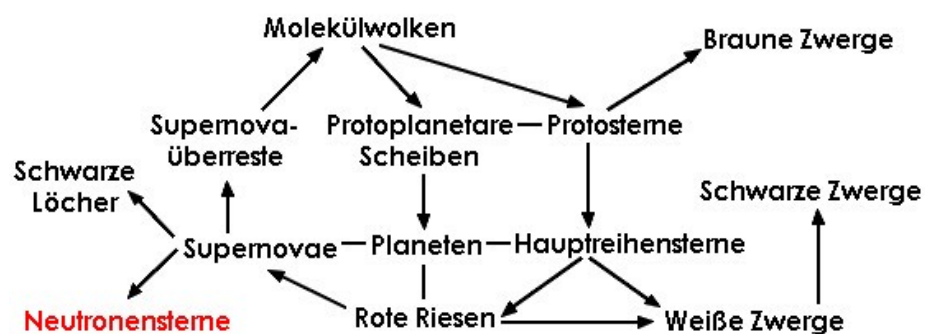 Molekülwolken
Braune Zwerge
Supernova-
überreste
Protoplanetare
Scheiben
Protosterne
Schwarze
Löcher
Schwarze Zwerge
Supernovae
Planeten
Hauptreihensterne
Neutronensterne
Rote Riesen
Weiße Zwerge